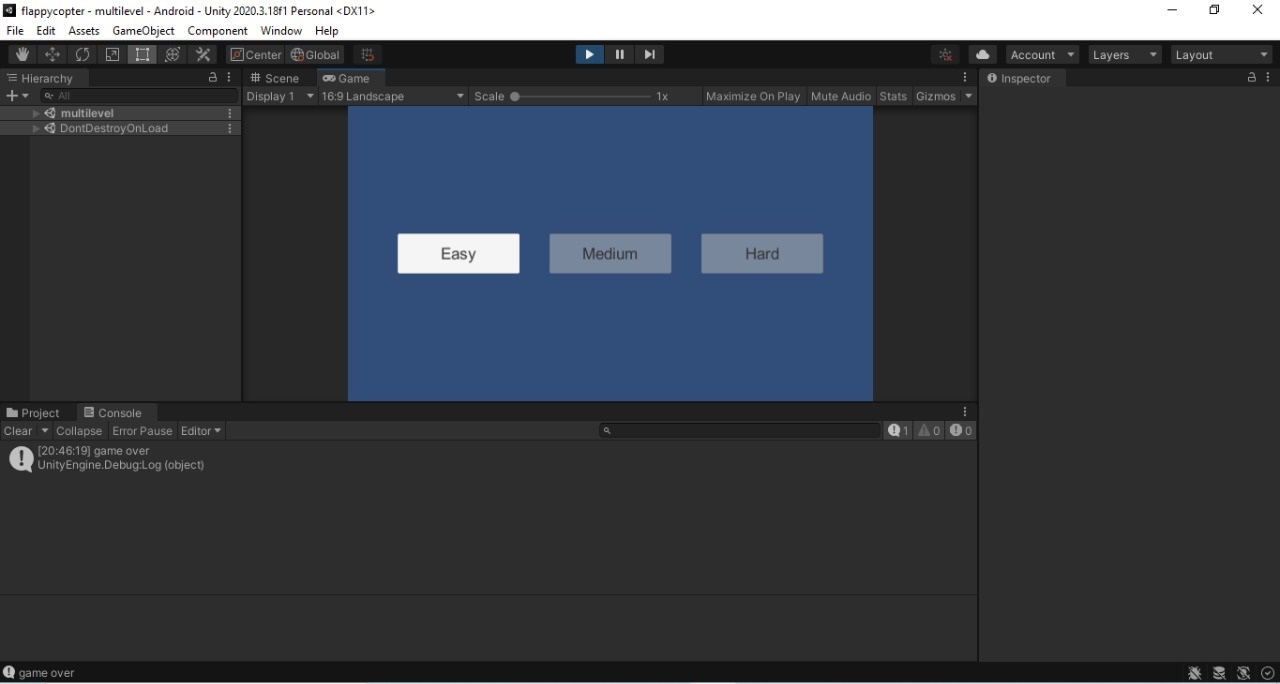 flappycopter - multilevel - Android - Unity 2020.3.18f1 Personal <DX11>
File Edit Assets GameObject Component Window Help
Center Global Account Layers Layout
Hierarchy Scene Game Inspector
All Display 1 16:9 Landscape Scale 1x Maximize On Play Mute Audio Stats Gizmos
multilevel
DontDestroyOnLoad
Easy Medium Hard
Project Console
Clear Collapse Error Pause Editor 1 0 0
[20:46:19] game over
UnityEngine.Debug:Log (object)
game over